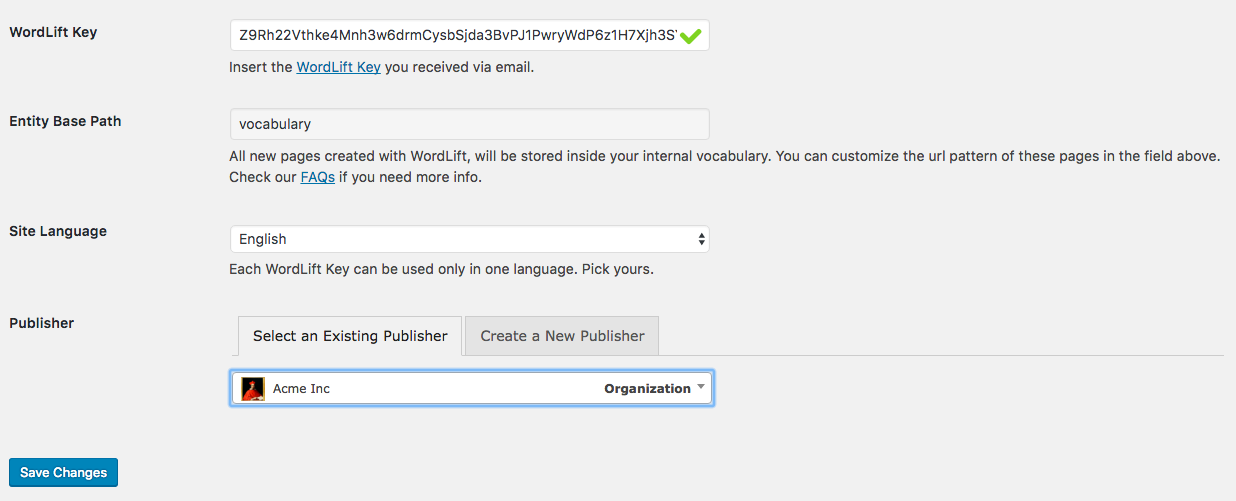 WordLift Key
Z9Rh22Vthke4Mnh3w6drmCysbSjda3BvPJ1PwryWdP6z1H7Xjh3S
Insert the WordLift Key you received via email.
Entity Base Path
vocabulary
All new pages created with WordLift, will be stored inside your internal vocabulary. You can customize the url pattern of these pages in the field above.
Check our FAQs if you need more info.
Site Language
English
Each WordLift Key can be used only in one language. Pick yours.
Publisher
Select an Existing Publisher
Create a New Publisher
Acme Inc Organization
Save Changes